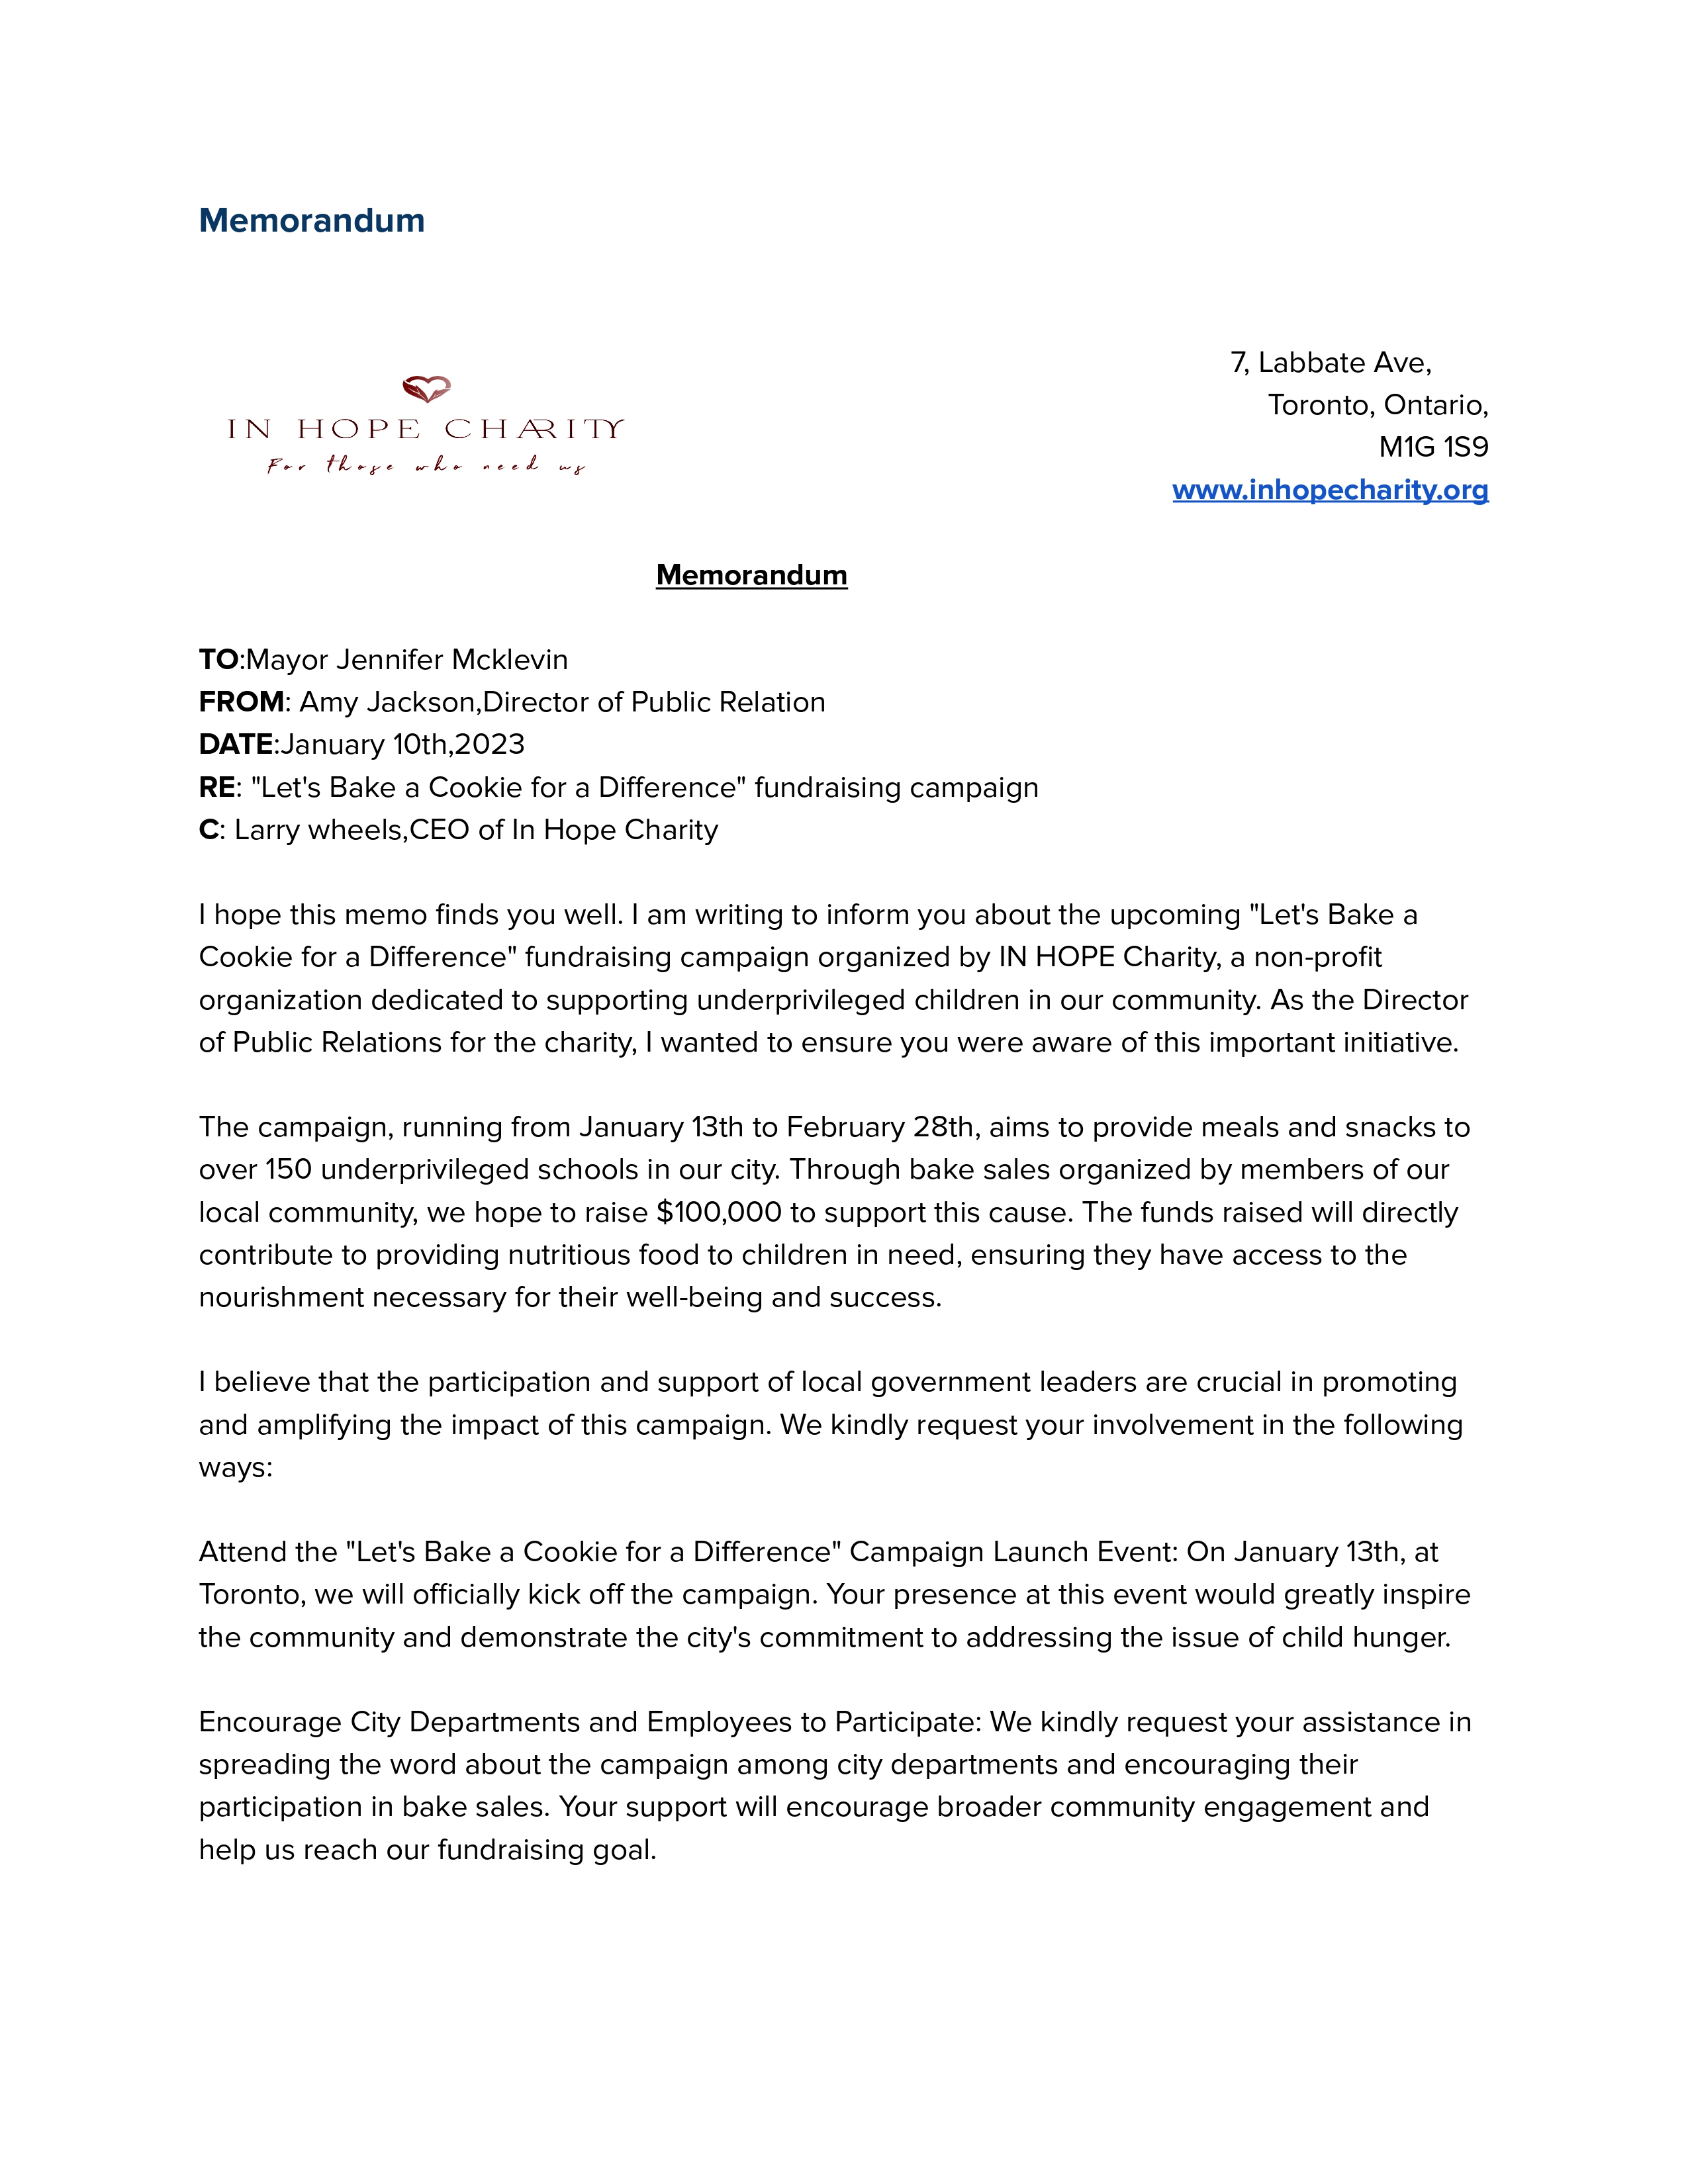 Memorandum
IN HOPE CHARITY
For those who need us
7, Labbate Ave,
Toronto, Ontario,
M1G 1S9
www.inhopecharity.org
Memorandum
TO:Mayor Jennifer Mcklevin
FROM: Amy Jackson,Director of Public Relation
DATE:January 10th,2023
RE: "Let's Bake a Cookie for a Difference" fundraising campaign
C: Larry wheels,CEO of In Hope Charity
I hope this memo finds you well. I am writing to inform you about the upcoming "Let's Bake a
Cookie for a Difference" fundraising campaign organized by IN HOPE Charity, a non-profit
organization dedicated to supporting underprivileged children in our community. As the Director
of Public Relations for the charity, I wanted to ensure you were aware of this important initiative.
The campaign, running from January 13th to February 28th, aims to provide meals and snacks to
over 150 underprivileged schools in our city. Through bake sales organized by members of our
local community, we hope to raise $100,000 to support this cause. The funds raised will directly
contribute to providing nutritious food to children in need, ensuring they have access to the
nourishment necessary for their well-being and success.
I believe that the participation and support of local government leaders are crucial in promoting
and amplifying the impact of this campaign. We kindly request your involvement in the following
ways:
Attend the "Let's Bake a Cookie for a Difference" Campaign Launch Event: On January 13th, at
Toronto, we will officially kick off the campaign. Your presence at this event would greatly inspire
the community and demonstrate the city's commitment to addressing the issue of child hunger.
Encourage City Departments and Employees to Participate: We kindly request your assistance in
spreading the word about the campaign among city departments and encouraging their
participation in bake sales. Your support will encourage broader community engagement and
help us reach our fundraising goal.